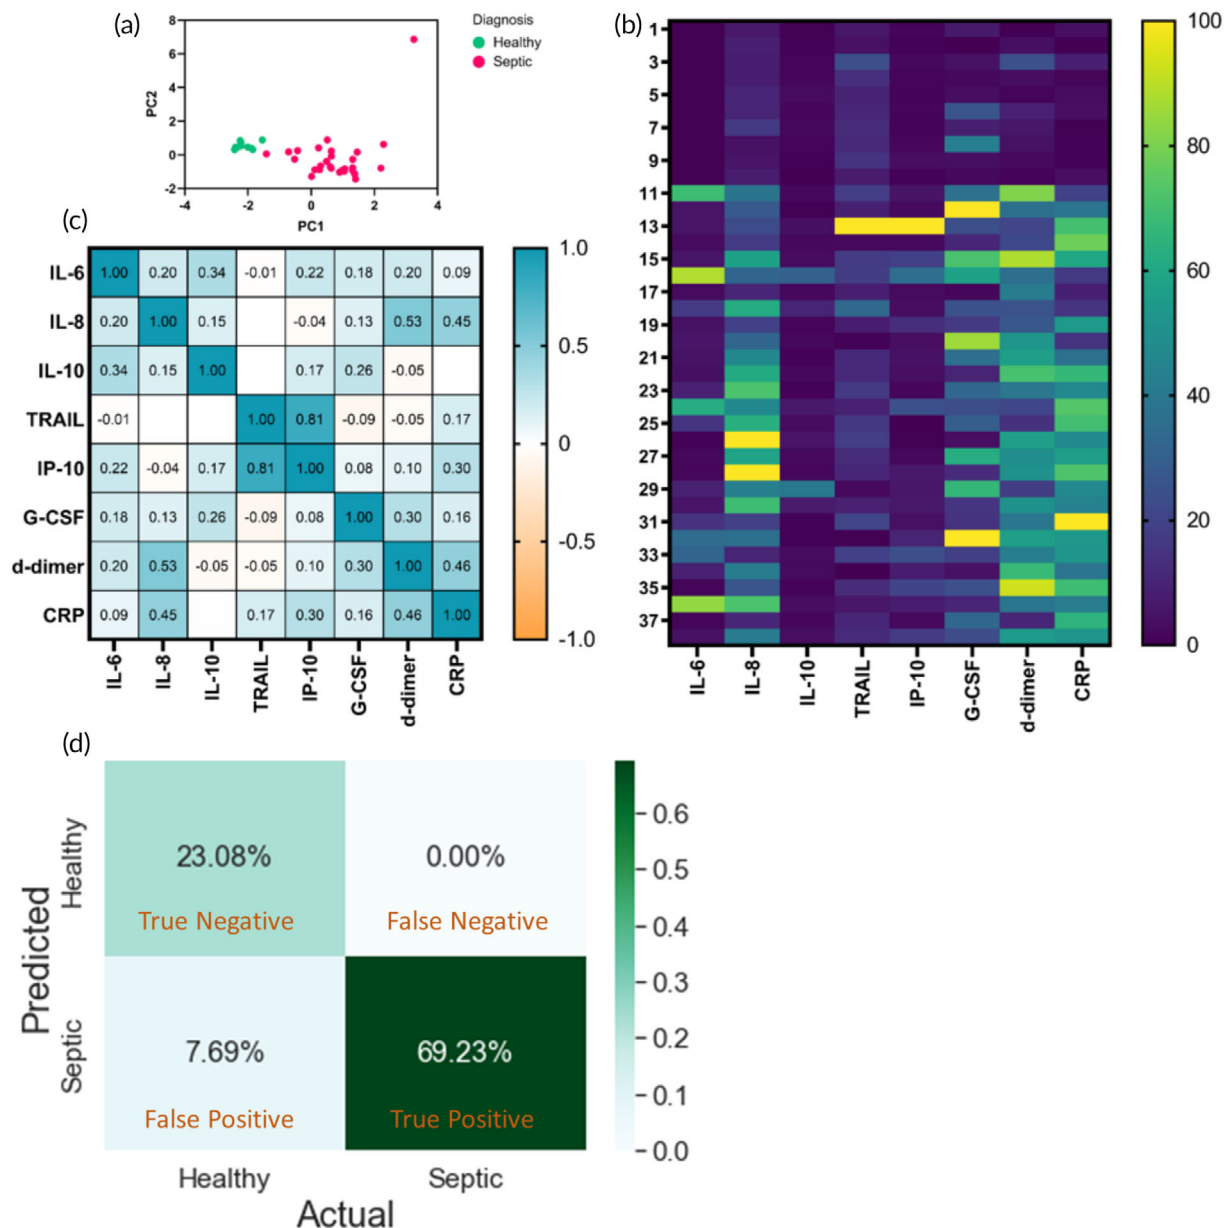 (a)
8
6
4
2
0
-2
PC2
-4 -2 0 2 4
PC1
Diagnosis
Healthy
Septic
(b)
1
3
5
7
9
11
13
15
17
19
21
23
25
27
29
31
33
35
37
IL-6 IL-8 IL-10 TRAIL IP-10 G-CSF d-dimer CRP
100
80
60
40
20
0
(c)
IL-6 1.00 0.20 0.34 -0.01 0.22 0.18 0.20 0.09
IL-8 0.20 1.00 0.15 -0.04 0.13 0.53 0.45
IL-10 0.34 0.15 1.00 0.17 0.26 -0.05
TRAIL -0.01 1.00 0.81 -0.09 -0.05 0.17
IP-10 0.22 -0.04 0.17 0.81 1.00 0.08 0.10 0.30
G-CSF 0.18 0.13 0.26 -0.09 0.08 1.00 0.30 0.16
d-dimer 0.20 0.53 -0.05 -0.05 0.10 0.30 1.00 0.46
CRP 0.09 0.45 0.17 0.30 0.16 0.46 1.00
IL-6 IL-8 IL-10 TRAIL IP-10 G-CSF d-dimer CRP
1.0
0.5
0
-0.5
-1.0
(d)
Predicted
Healthy
23.08% 0.00%
True Negative False Negative
Septic
7.69% 69.23%
False Positive True Positive
Healthy Septic
Actual
0.6
0.5
0.4
0.3
0.2
0.1
0.0